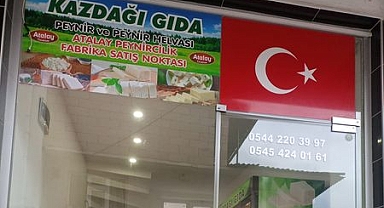 KAZDAĞI GIDA
PEYNİR ve PEYNİR HELVASI
ATALAY PEYNİRCİLİK
FABRİKA SATIŞ NOKTASI
Atalay
Atalay
0544 220 39 97
0545 424 01 61